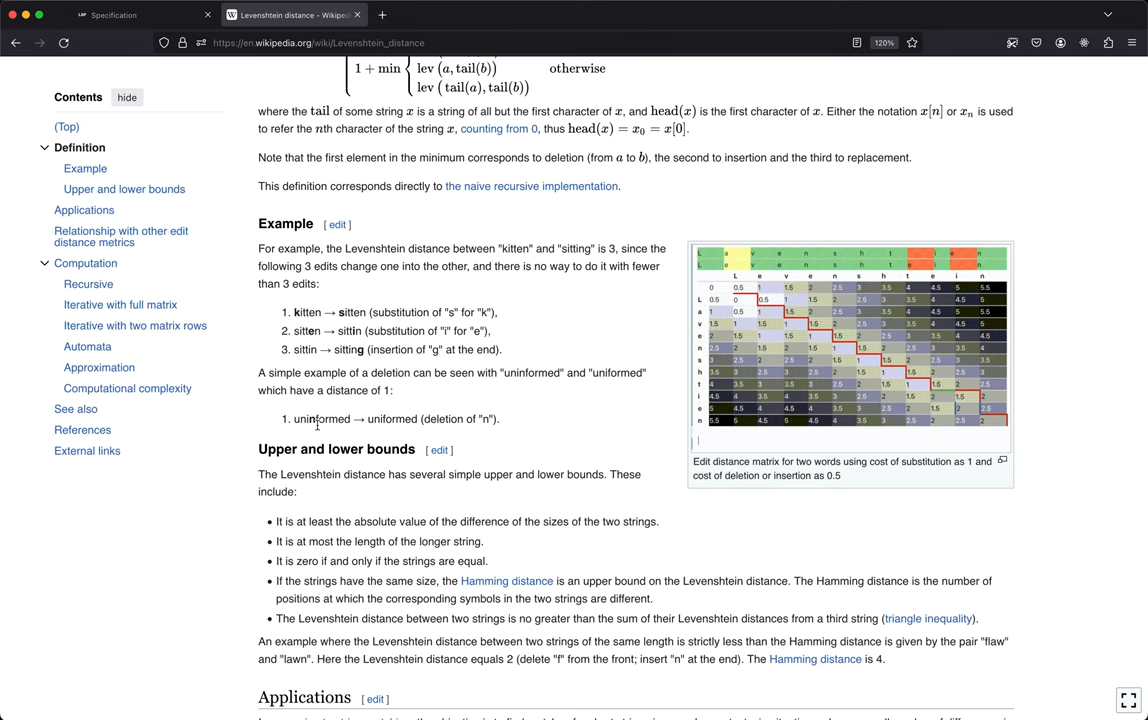 LSP Specification
W Levenshtein distance - Wikiped
https://en.wikipedia.org/wiki/Levenshtein_distance
120%
1 + min
lev (a, tail(b))
otherwise
lev ( tail(a), tail(b))
Contents hide
(Top)
Definition
Example
Upper and lower bounds
Applications
Relationship with other edit
distance metrics
Computation
Recursive
Iterative with full matrix
Iterative with two matrix rows
Automata
Approximation
Computational complexity
See also
References
External links
where the tail of some string x is a string of all but the first character of x, and head(x) is the first character of x. Either the notation x[n] or xₙ is used
to refer the nth character of the string x, counting from 0, thus head(x) = x₀ = x[0].
Note that the first element in the minimum corresponds to deletion (from a to b), the second to insertion and the third to replacement.
This definition corresponds directly to the naive recursive implementation.
Example [ edit ]
For example, the Levenshtein distance between "kitten" and "sitting" is 3, since the
following 3 edits change one into the other, and there is no way to do it with fewer
than 3 edits:
1. kitten → sitten (substitution of "s" for "k"),
2. sitten → sittin (substitution of "i" for "e"),
3. sittin → sitting (insertion of "g" at the end).
A simple example of a deletion can be seen with "uninformed" and "uniformed"
which have a distance of 1:
1. uninformed → uniformed (deletion of "n").
L a v e n s h t i e n
L e v e n s h t e i n
L e v e n s h t e i n
0 0.5 1 1.5 2 2.5 3 3.5 4 4.5 5 5.5
Edit distance matrix for two words using cost of substitution as 1 and
cost of deletion or insertion as 0.5
Upper and lower bounds [ edit ]
The Levenshtein distance has several simple upper and lower bounds. These
include:
• It is at least the absolute value of the difference of the sizes of the two strings.
• It is at most the length of the longer string.
• It is zero if and only if the strings are equal.
• If the strings have the same size, the Hamming distance is an upper bound on the Levenshtein distance. The Hamming distance is the number of
positions at which the corresponding symbols in the two strings are different.
• The Levenshtein distance between two strings is no greater than the sum of their Levenshtein distances from a third string (triangle inequality).
An example where the Levenshtein distance between two strings of the same length is strictly less than the Hamming distance is given by the pair "flaw"
and "lawn". Here the Levenshtein distance equals 2 (delete "f" from the front; insert "n" at the end). The Hamming distance is 4.
Applications [ edit ]